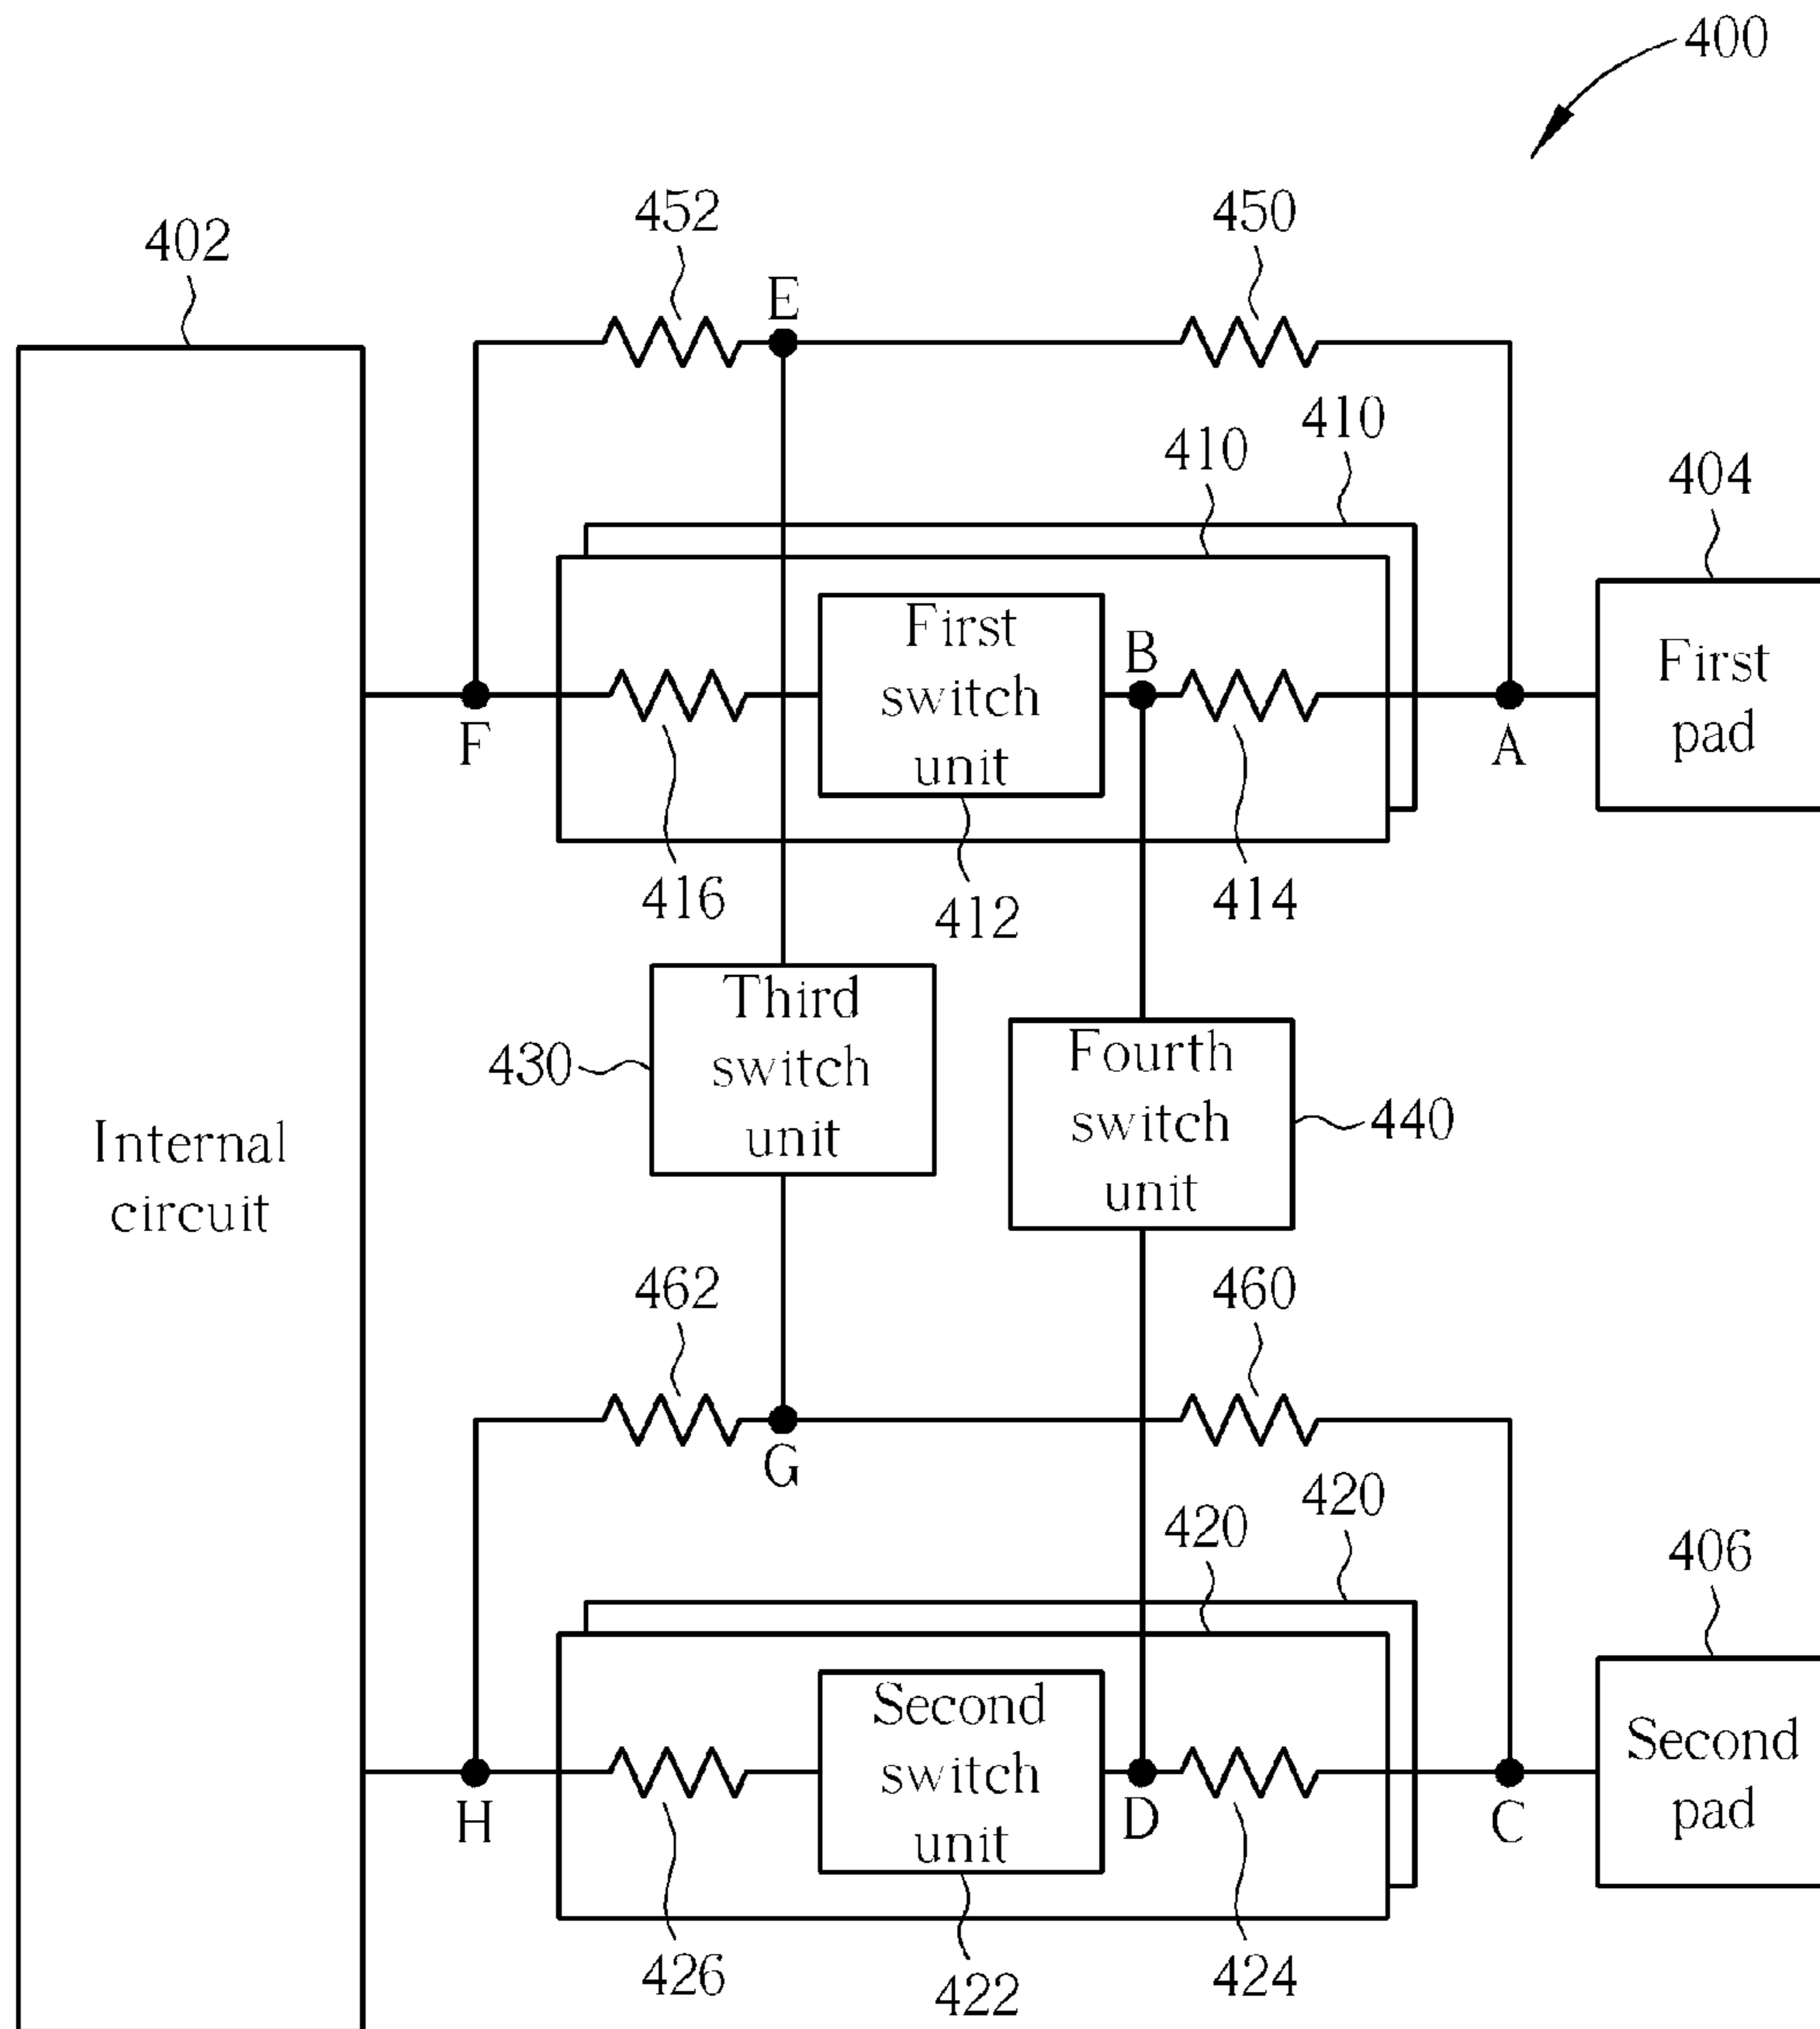 400
452
450
402
E
410
410
404
First
switch
unit
B
First
pad
F
A
416
412
414
Third
switch
unit
430
Fourth
switch
unit
440
Internal
circuit
462
460
G
420
420
406
Second
switch
unit
Second
pad
H
D
C
426
422
424